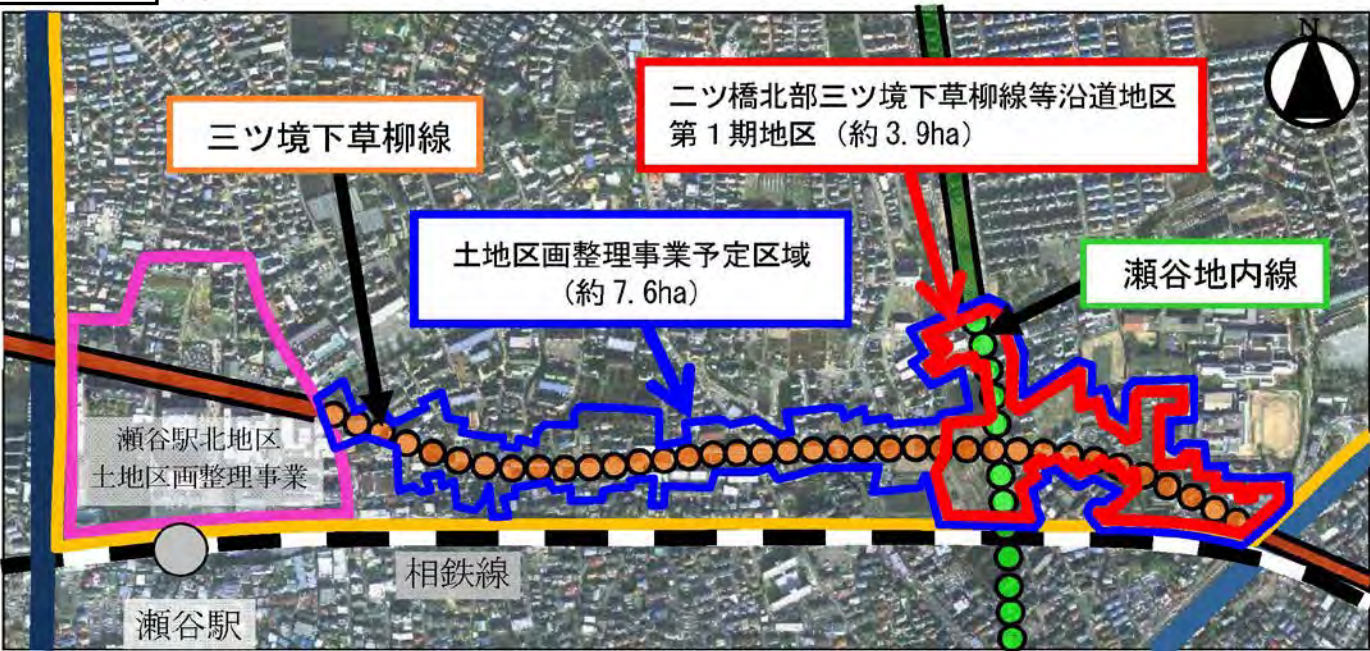 N
二ツ橋北部三ツ境下草柳線等沿道地区
第1期地区（約3.9ha）
三ツ境下草柳線
土地区画整理事業予定区域
（約7.6ha）
瀬谷地内線
瀬谷駅北地区
土地区画整理事業
相鉄線
瀬谷駅